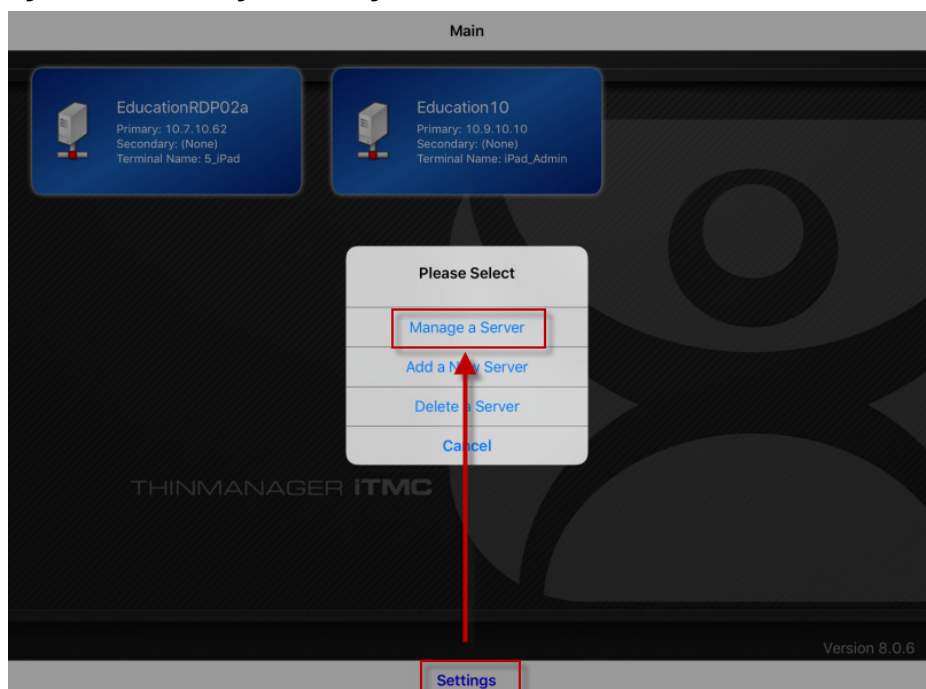 Main
EducationRDP02a
Primary: 10.7.10.62
Secondary: (None)
Terminal Name: 5_iPad
Education10
Primary: 10.9.10.10
Secondary: (None)
Terminal Name: iPad_Admin
Please Select
Manage a Server
Add a New Server
Delete a Server
Cancel
THINMANAGER iTMC
Version 8.0.6
Settings